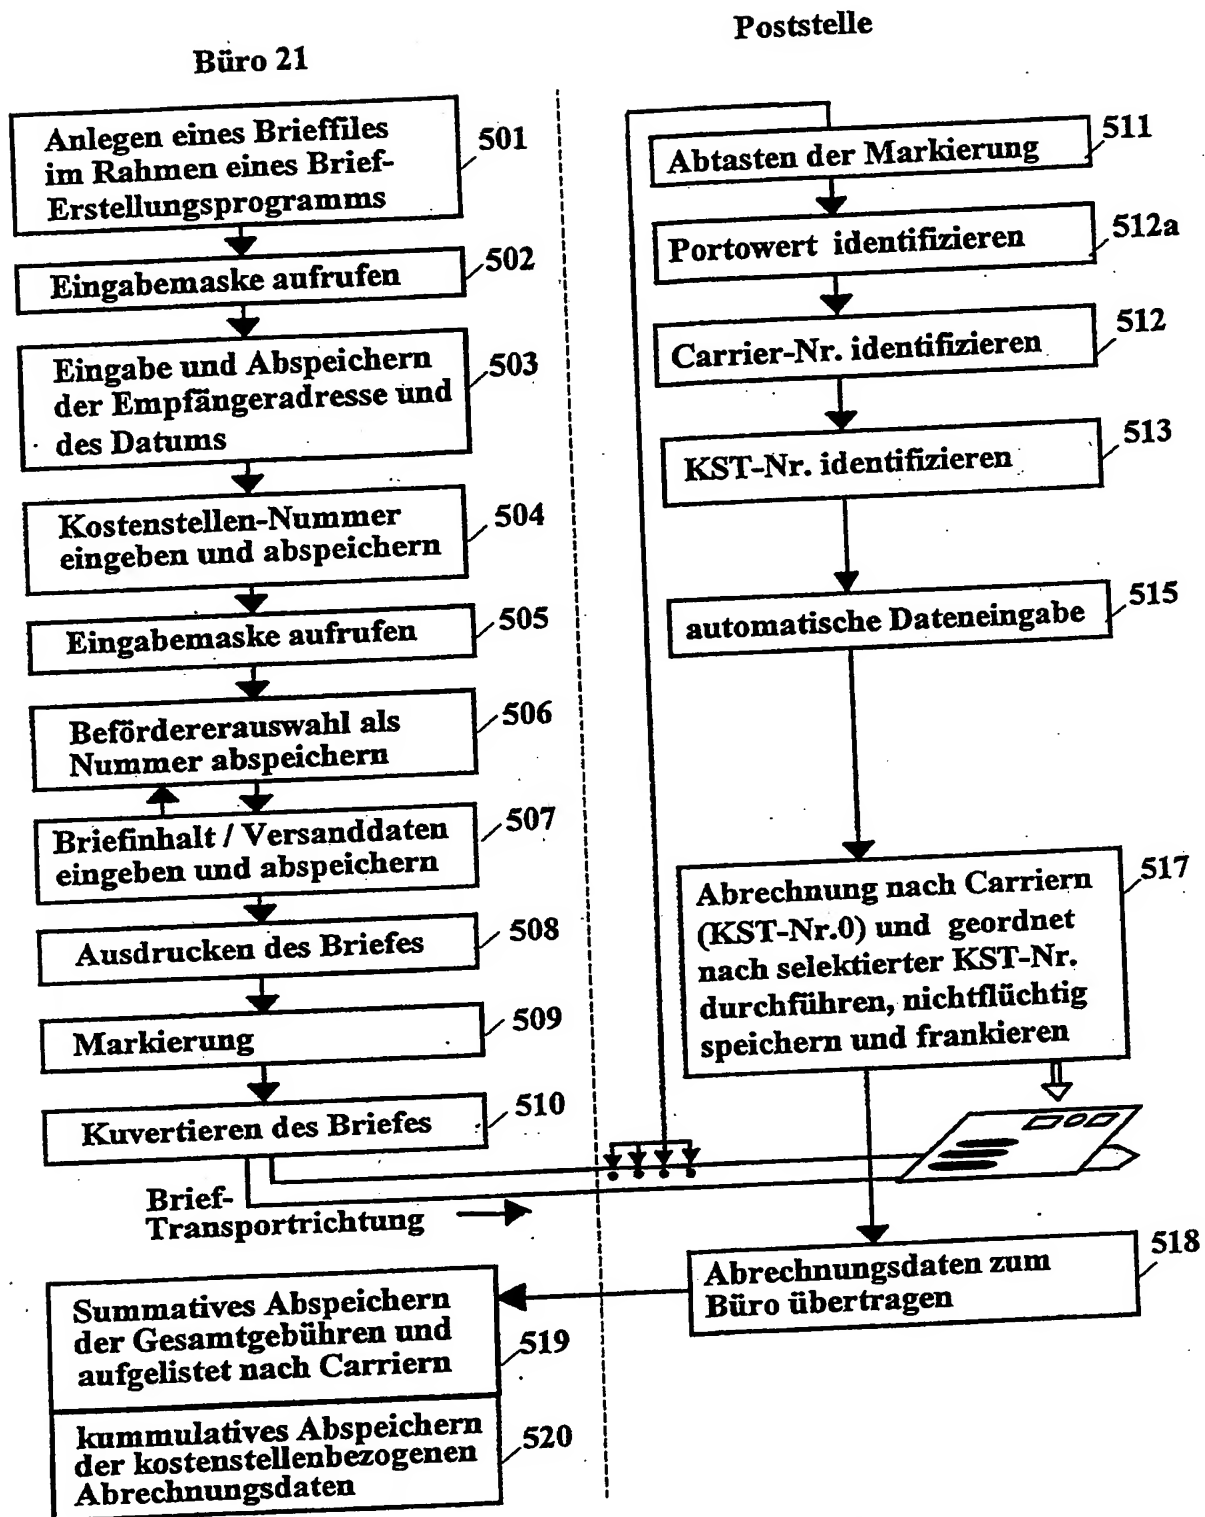 Büro 21
Anlegen eines Brieffiles
im Rahmen eines Brief-
Erstellungsprogramms
501
Eingabemaske aufrufen
502
Eingabe und Abspeichern
der Empfängeradresse und
des Datums
503
Kostenstellen-Nummer
eingeben und abspeichern
504
Eingabemaske aufrufen
505
Befördererauswahl als
Nummer abspeichern
506
Briefinhalt / Versanddaten
eingeben und abspeichern
507
Ausdrucken des Briefes
508
Markierung
509
Kuvertieren des Briefes
510
Brief-
Transportrichtung
Summatives Abspeichern
der Gesamtgebühren und
aufgelistet nach Carriern
519
kummulatives Abspeichern
der kostenstellenbezogenen
Abrechnungsdaten
520
Poststelle
Abtasten der Markierung
511
Portowert identifizieren
512a
Carrier-Nr. identifizieren
512
KST-Nr. identifizieren
513
automatische Dateneingabe
515
Abrechnung nach Carriern
(KST-Nr.0) und geordnet
nach selektierter KST-Nr.
durchführen, nichtflüchtig
speichern und frankieren
517
Abrechnungsdaten zum
Büro übertragen
518